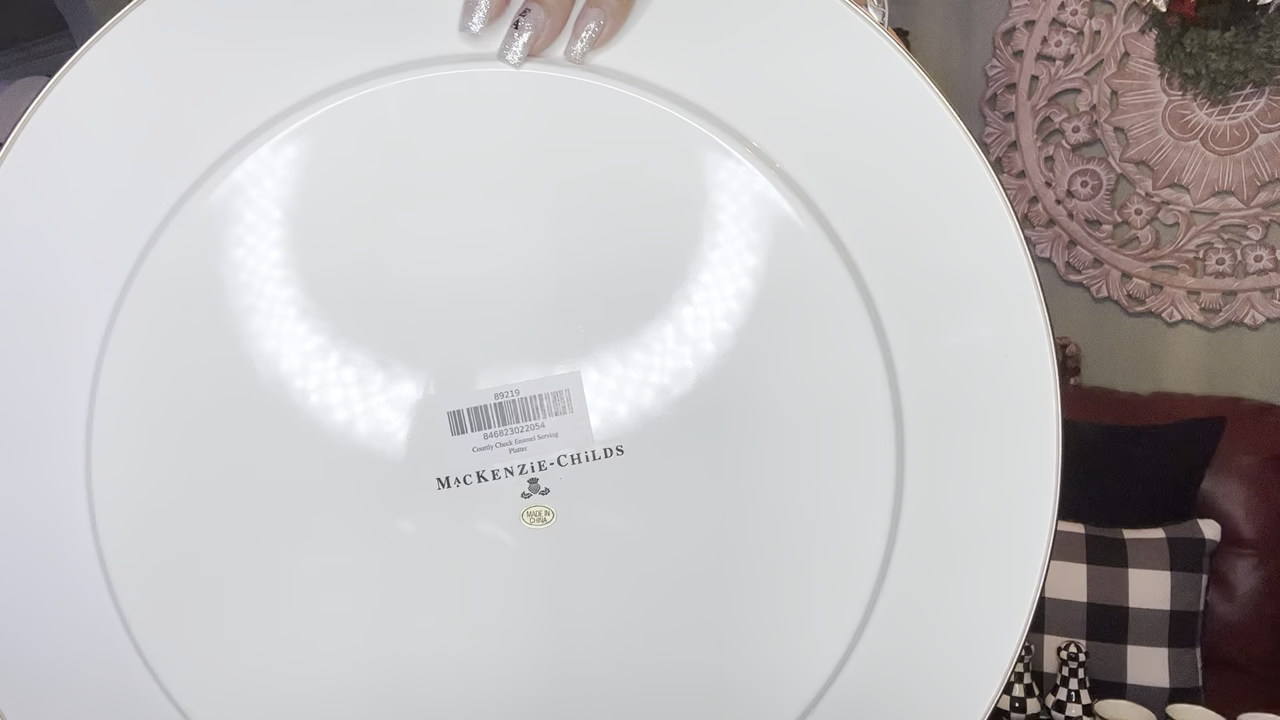 89219
846823022054
Courtly Check Enamel Serving
Platter
MACKENZiE-CHiLDS
MADE IN
CHINA